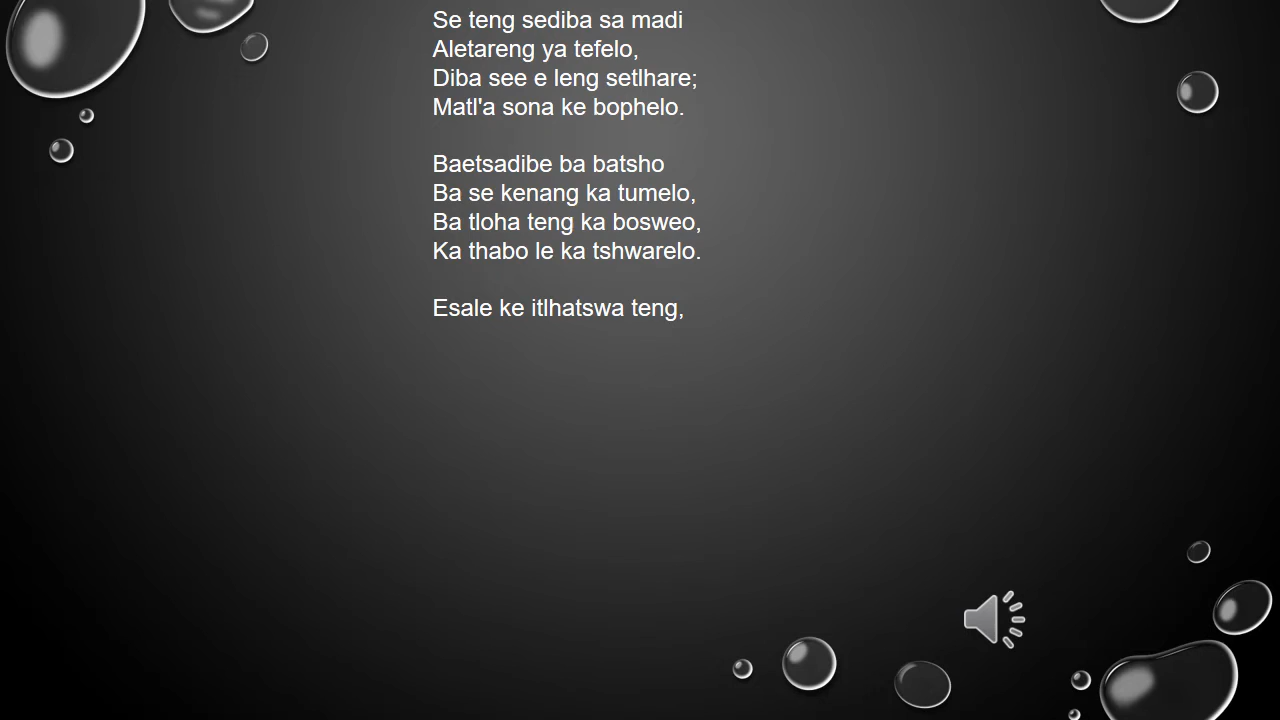 Se teng sediba sa madi
Aletareng ya tefelo,
Diba see e leng setlhare;
Matl'a sona ke bophelo.

Baetsadibe ba batsho
Ba se kenang ka tumelo,
Ba tloha teng ka bosweo,
Ka thabo le ka tshwarelo.

Esale ke itlhatswa teng,